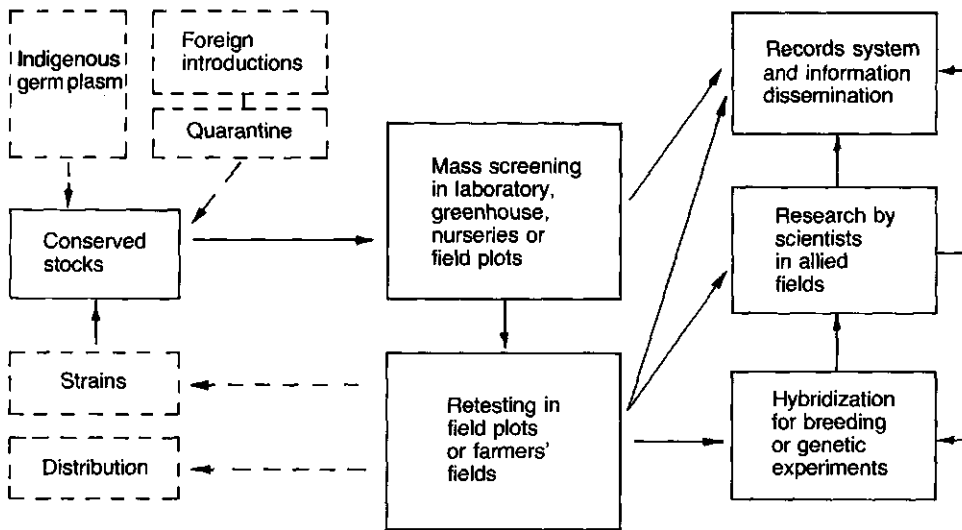 Indigenous
germ plasm
Foreign
introductions
Quarantine
Conserved
stocks
Strains
Distribution
Mass screening
in laboratory,
greenhouse,
nurseries or
field plots
Retesting in
field plots
or farmers'
fields
Records system
and information
dissemination
Research by
scientists
in allied
fields
Hybridization
for breeding
or genetic
experiments